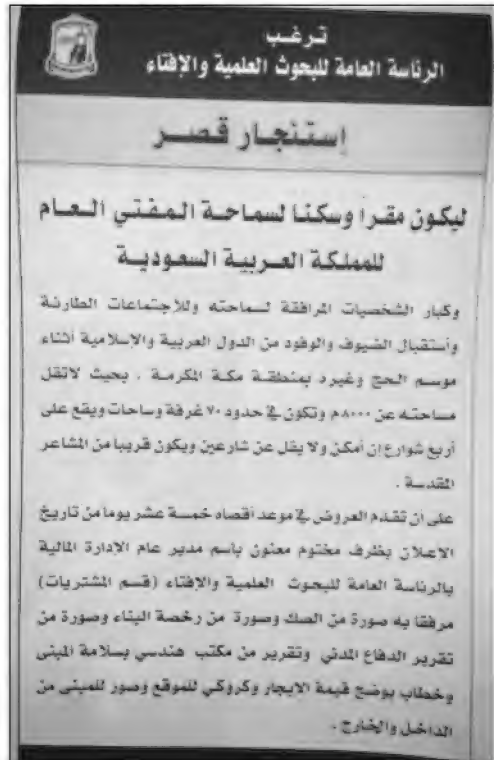 ترغب
الرئاسة العامة للبحوث العلمية والإفتاء
إستئجار قصر
ليكون مقراً وسكنا لسماحة المفتي العام
للمملكة العربية السعودية
وكبار الشخصيات المرافقة لسماحته وللاجتماعات الطارئة
وأستقبال الضيوف والوفود من الدول العربية والإسلامية أثناء
موسم الحج وغيره بمنطقة مكة المكرمة . بحيث لاتقل
مساحته عن ٨٠٠٠م وتكون في حدود ٧٠ غرفة وساحات ويقع على
أربع شوارع إن أمكن ولا يقل عن شارعين ويكون قريبا من المشاعر
المقدسة .
على ان تقدم العروض في موعد أقصاه خمسة عشر يوما من تاريخ
الاعلان بظرف مختوم معنون بأسم مدير عام الإدارة المالية
بالرئاسة العامة للبحوث العلمية والإفتاء (قسم المشتريات)
مرفقا به صورة من الصك وصورة من رخصة البناء وصورة من
تقرير الدفاع المدني وتقرير من مكتب هندسي بسلامة المبنى
وخطاب يوضح قيمة الايجار وكروكي للموقع وصور للمبنى من
الداخل والخارج .